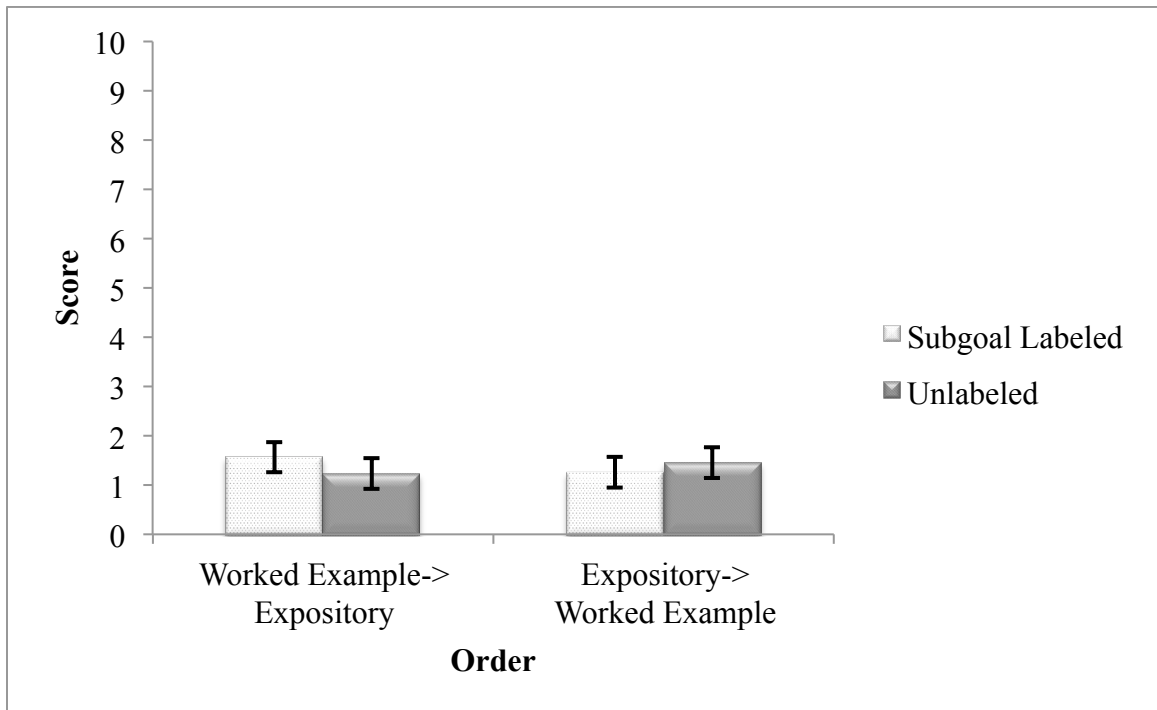 10
9
8
7
6
5
4
3
2
1
0
Score
Worked Example->
Expository
Expository->
Worked Example
Order
Subgoal Labeled
Unlabeled